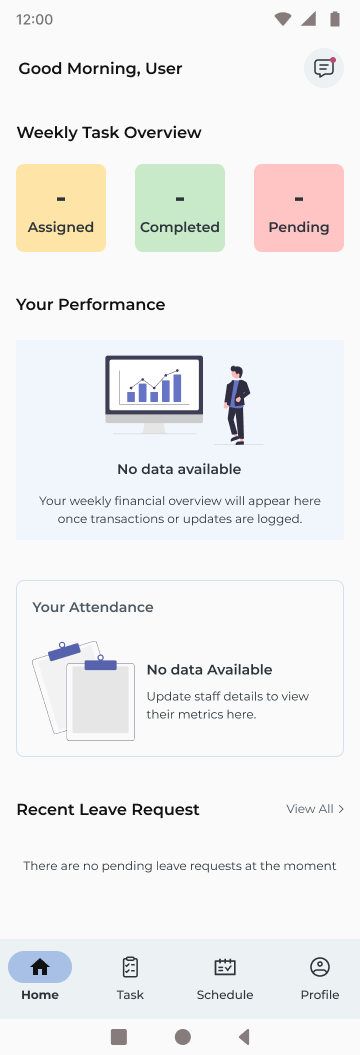 12:00
Good Morning, User
Weekly Task Overview
- - -
Assigned Completed Pending
Your Performance
No data available
Your weekly financial overview will appear here
once transactions or updates are logged.
Your Attendance
No data Available
Update staff details to view
their metrics here.
Recent Leave Request View All
There are no pending leave requests at the moment
Home Task Schedule Profile